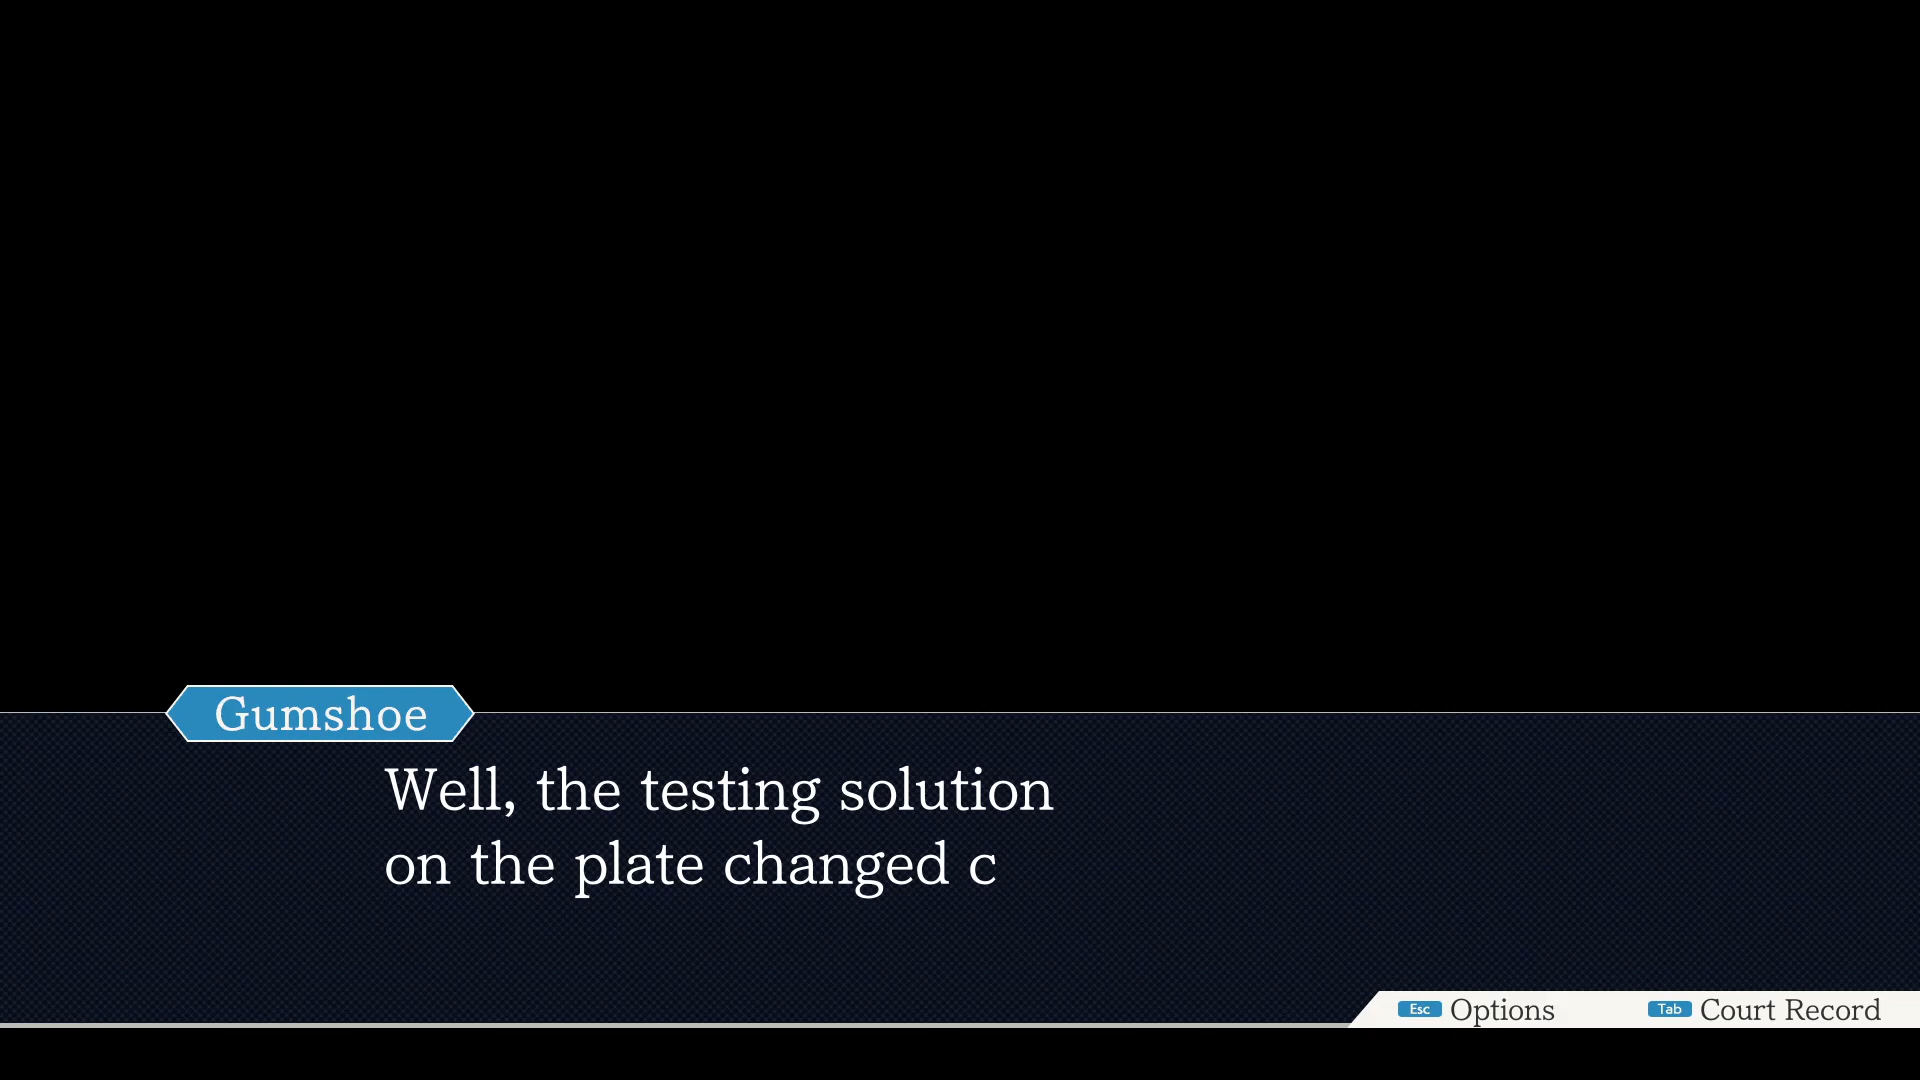 Gumshoe
Well, the testing solution
on the plate changed c
Esc Options Tab Court Record